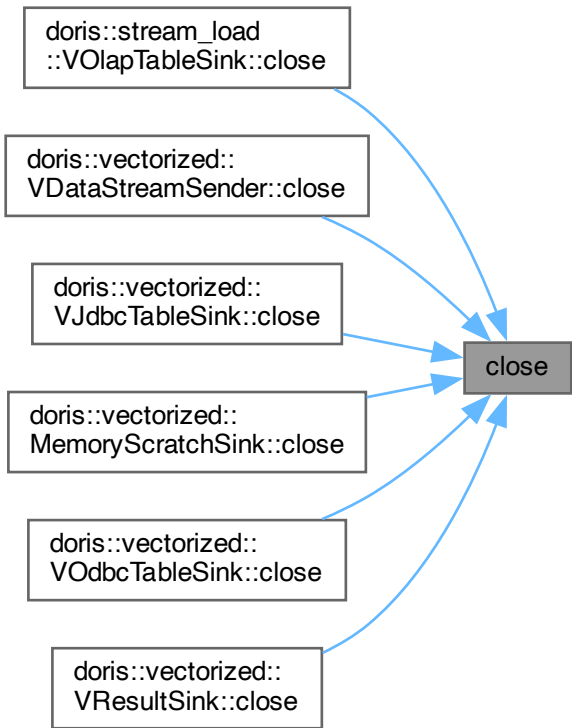 doris::stream_load
::VOlapTableSink::close
doris::vectorized::
VDataStreamSender::close
doris::vectorized::
VJdbcTableSink::close
close
doris::vectorized::
MemoryScratchSink::close
doris::vectorized::
VOdbcTableSink::close
doris::vectorized::
VResultSink::close